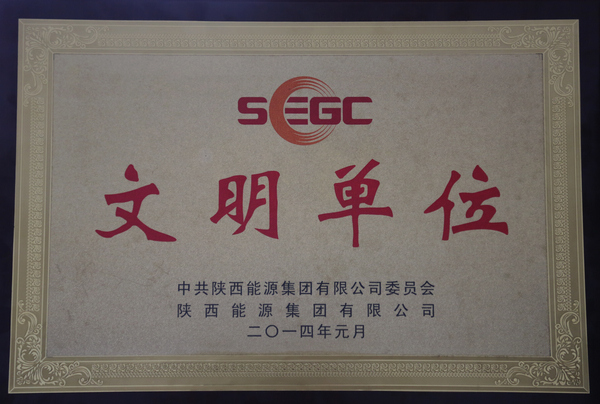 SEGC
文明单位
中共陕西能源集团有限公司委员会
陕西能源集团有限公司
二〇一四年元月